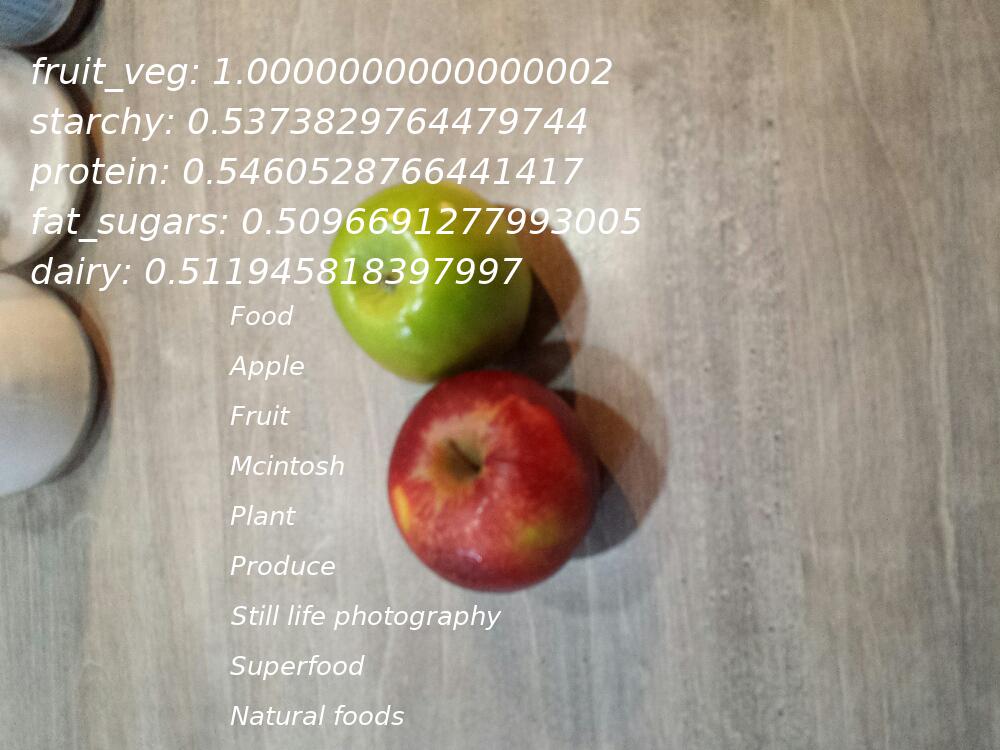 fruit_veg: 1.0000000000000002
starchy: 0.5373829764479744
protein: 0.5460528766441417
fat_sugars: 0.5096691277993005
dairy: 0.511945818397997
Food
Apple
Fruit
Mcintosh
Plant
Produce
Still life photography
Superfood
Natural foods